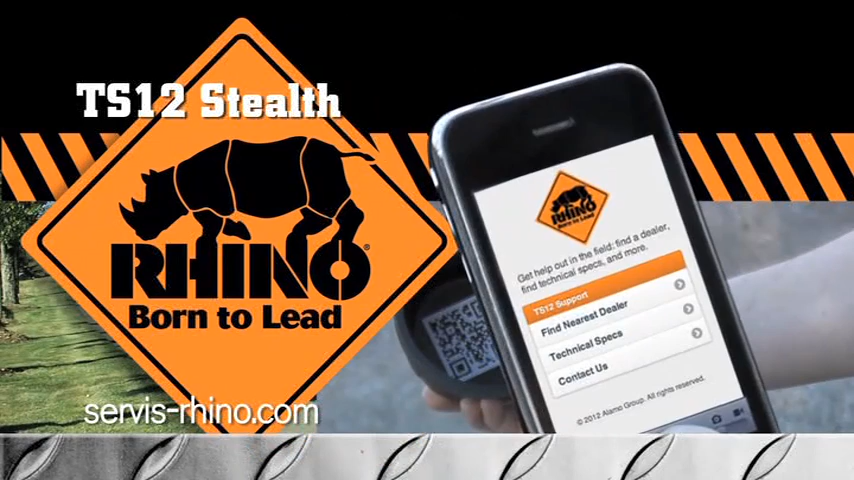 TS12 Stealth
RHINO®
Born to Lead
servis-rhino.com
RHINO
Born to Lead
Get help out in the field: find a dealer,
find technical specs, and more.
TS12 Support
Find Nearest Dealer
Technical Specs
Contact Us
© 2012 Alamo Group. All rights reserved.